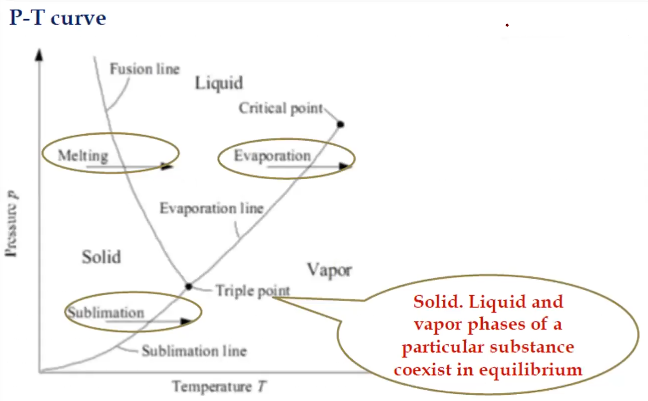 P-T curve
Fusion line
Liquid
Critical point
Melting
Evaporation
Evaporation line
Pressure p
Solid
Vapor
Triple point
Sublimation
Sublimation line
Temperature T
Solid. Liquid and
vapor phases of a
particular substance
coexist in equilibrium